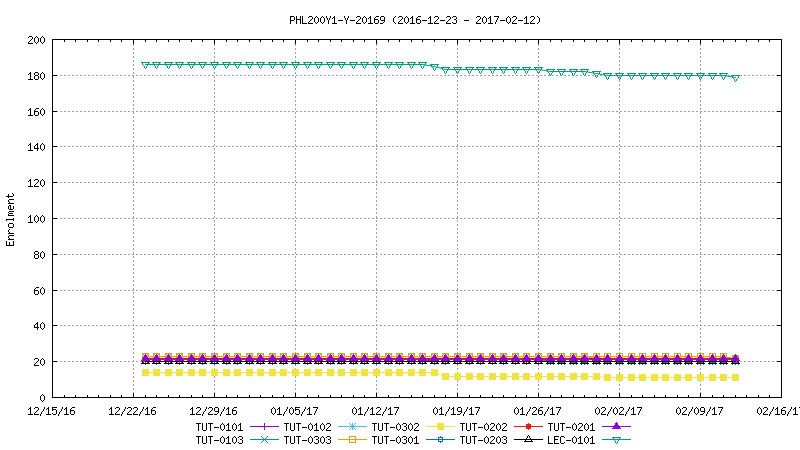 PHL200Y1-Y-20169 (2016-12-23 - 2017-02-12)
200
180
160
140
120
100
80
60
40
20
0
Enrolment
12/15/16 12/22/16 12/29/16 01/05/17 01/12/17 01/19/17 01/26/17 02/02/17 02/09/17 02/16/17
TUT-0101 TUT-0102 TUT-0302 TUT-0202 TUT-0201
TUT-0103 TUT-0303 TUT-0301 TUT-0203 LEC-0101